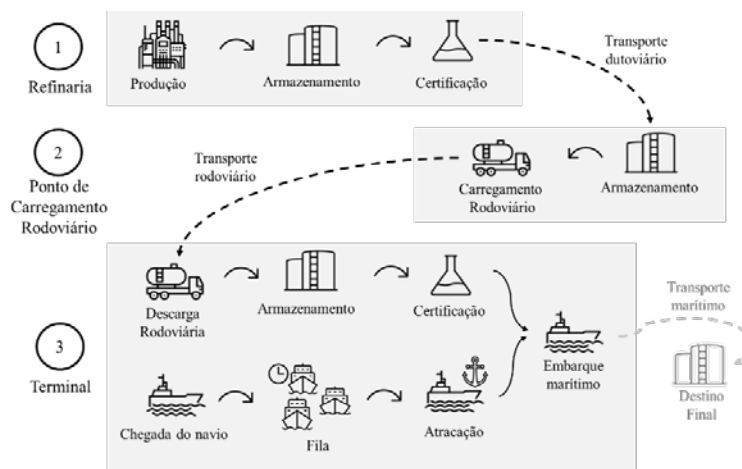 1
Refinaria
Produção
Armazenamento
Certificação
Transporte
dutoviário
2
Ponto de
Carregamento
Rodoviário
Transporte
rodoviário
Carregamento
Rodoviário
Armazenamento
3
Terminal
Descarga
Rodoviária
Armazenamento
Certificação
Chegada do navio
Fila
Atracação
Embarque
marítimo
Transporte
marítimo
Destino
Final